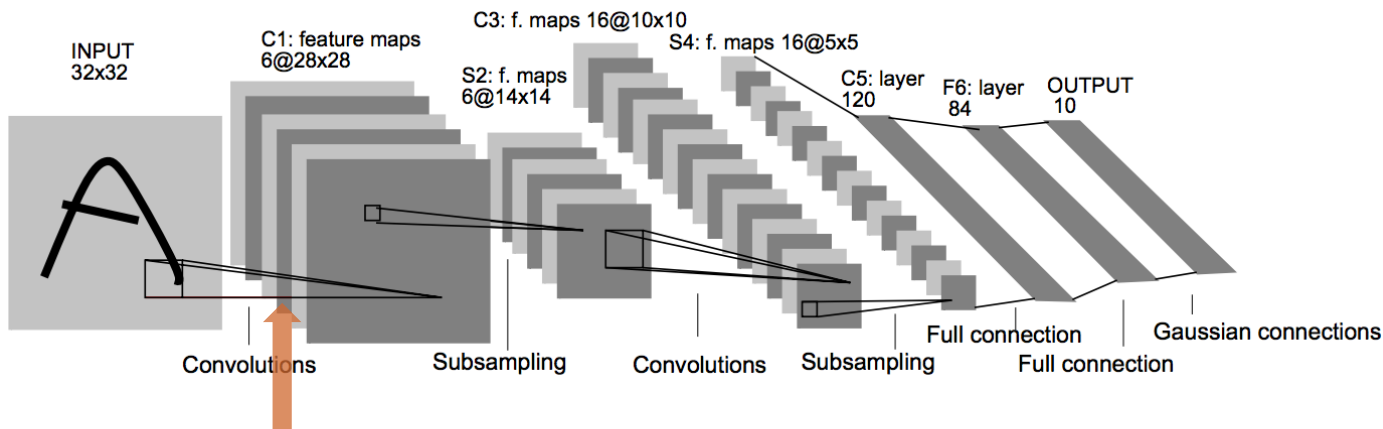 INPUT
32x32
C1: feature maps
6@28x28
S2: f. maps
6@14x14
C3: f. maps 16@10x10
S4: f. maps 16@5x5
C5: layer
120
F6: layer
84
OUTPUT
10
Convolutions
Subsampling
Convolutions
Subsampling
Full connection
Full connection
Gaussian connections